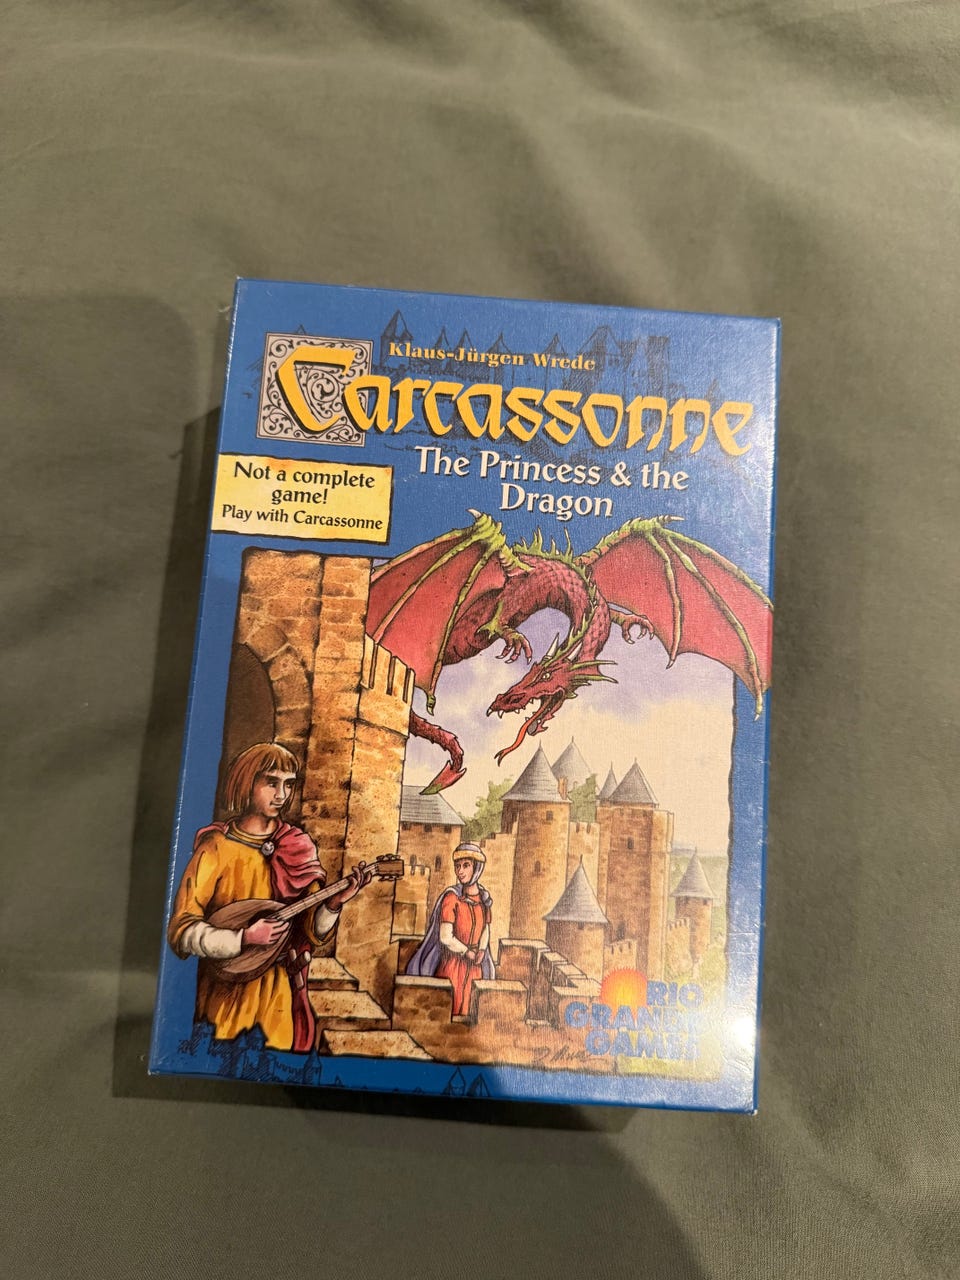 Klaus-Jürgen Wrede
Carcassonne
The Princess & the
Dragon
Not a complete
game!
Play with Carcassonne
RIO
GRANDE
GAMES